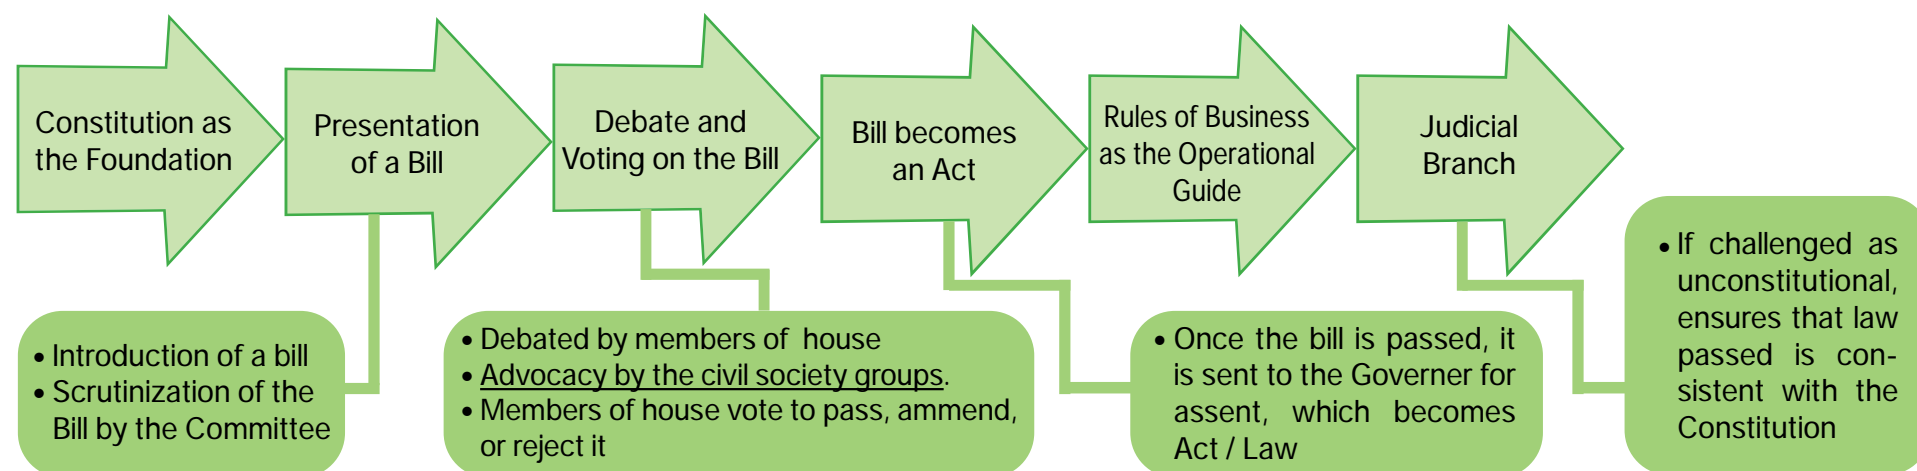 Constitution as
the Foundation
Presentation
of a Bill
Debate and
Voting on the Bill
Bill becomes
an Act
Rules of Business
as the Operational
Guide
Judicial
Branch
• Introduction of a bill
• Scrutinization of the
Bill by the Committee
• Debated by members of house
• Advocacy by the civil society groups.
• Members of house vote to pass, ammend,
or reject it
• Once the bill is passed, it
is sent to the Governer for
assent, which becomes
Act / Law
• If challenged as
unconstitutional,
ensures that law
passed is con-
sistent with the
Constitution